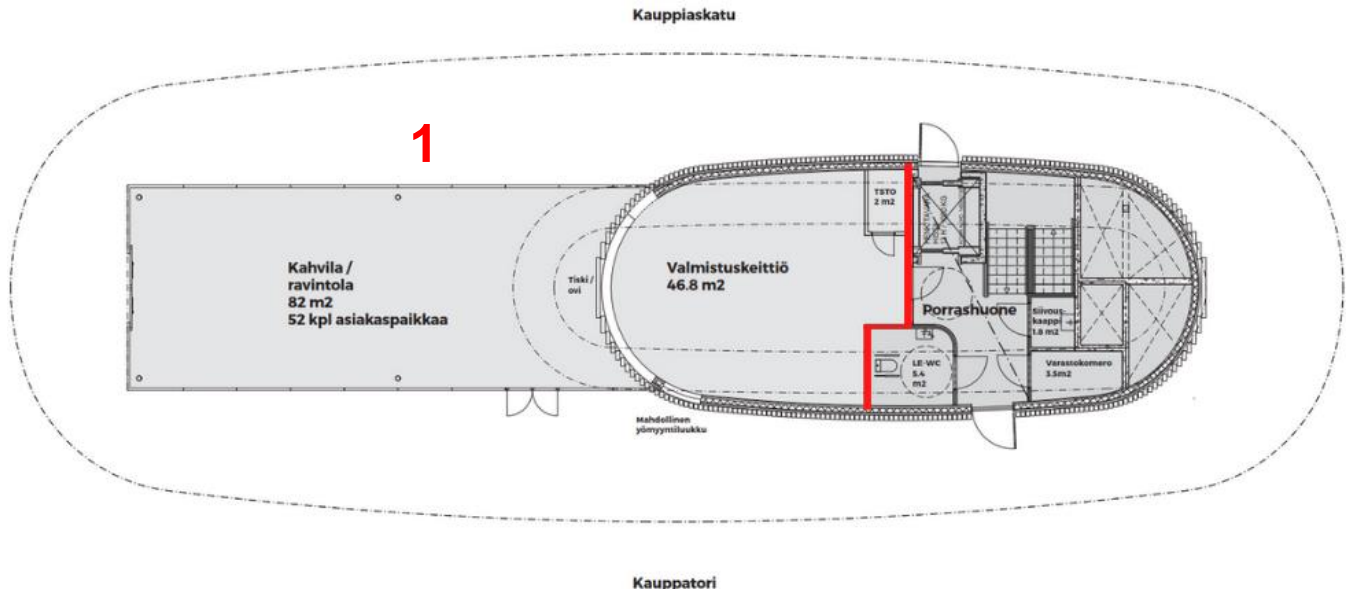 Kauppiaskatu
1
TSTO
2 m2
Kahvila /
ravintola
82 m2
52 kpl asiakaspaikkaa
Tiski /
ovi
Valmistuskeittiö
46.8 m2
Porrashuone
Siivous-
kaappi
1.8 m2
LE-WC
5.4
m2
Varastokomero
3.5m2
Mahdollinen
yömyyntiluukku
Kauppatori